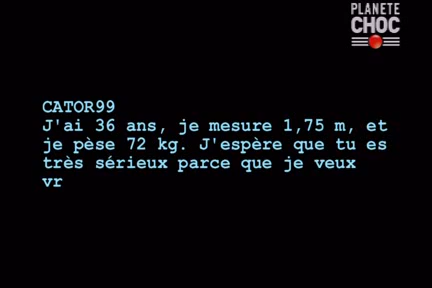 PLANETE
CHOC
CATOR99
J'ai 36 ans, je mesure 1,75 m, et
je pèse 72 kg. J'espère que tu es
très sérieux parce que je veux
vr